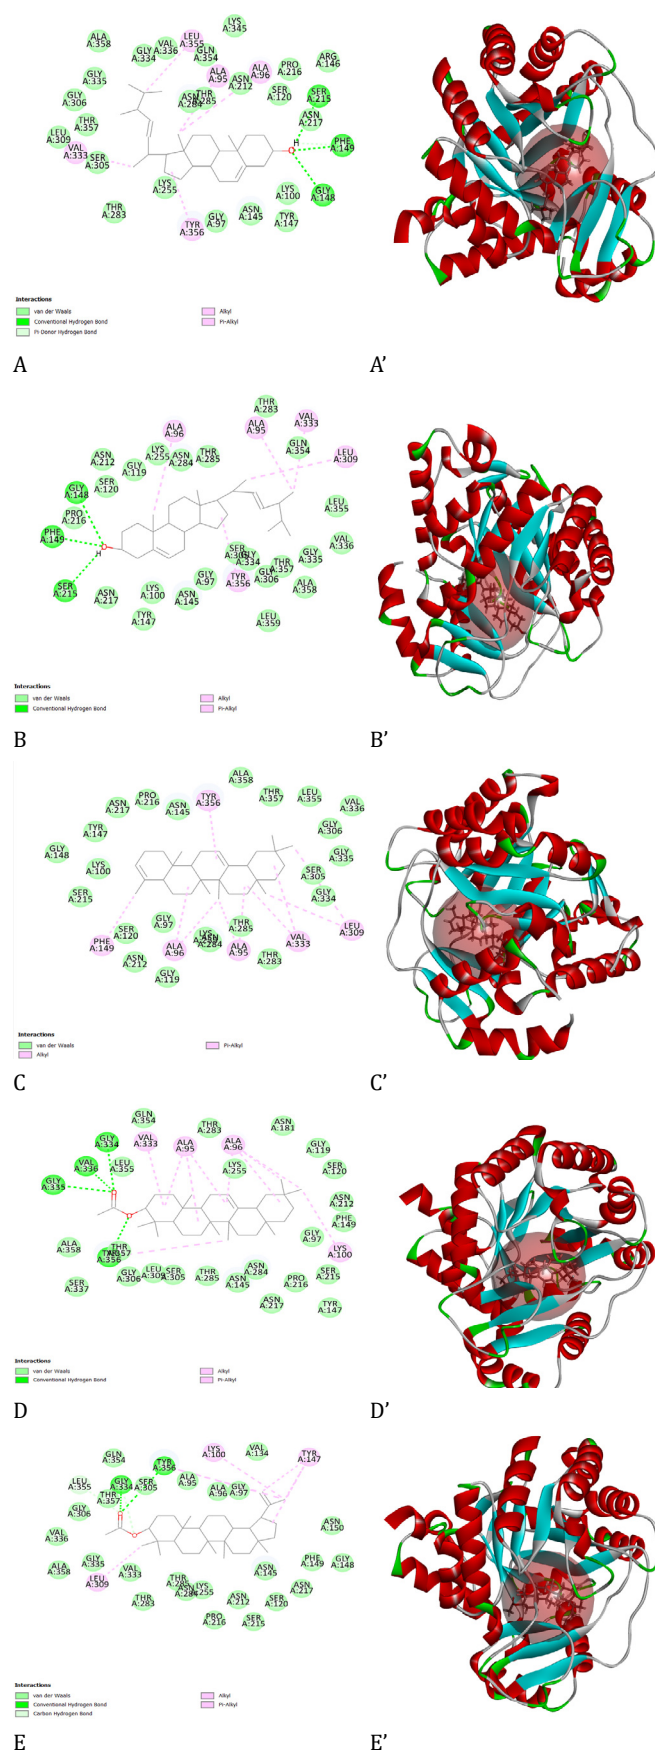 LYS A:345
ALA A:358
GLY A:334
VAL A:336
LEU A:355
GLN A:354
ALA A:95
ALA A:96
ASN A:212
PRO A:216
ARG A:146
GLY A:335
GLY A:306
THR A:285
ASN A:284
SER A:120
SER A:215
ASN A:217
THR A:357
LEU A:309
VAL A:333
SER A:305
H
O
PHE A:149
LYS A:255
LYS A:100
GLY A:148
THR A:283
TYR A:356
GLY A:97
ASN A:145
TYR A:147
Interactions
van der Waals
Conventional Hydrogen Bond
Pi-Donor Hydrogen Bond
Alkyl
Pi-Alkyl
A
A'
THR A:283
ALA A:96
ALA A:95
VAL A:333
ASN A:212
GLY A:119
LYS A:255
ASN A:284
THR A:285
GLN A:354
LEU A:309
GLY A:148
SER A:120
PRO A:216
LEU A:355
PHE A:149
O
H
SER A:305
GLY A:334
THR A:357
GLY A:335
VAL A:336
SER A:215
ASN A:217
LYS A:100
ASN A:145
GLY A:97
TYR A:356
GLY A:306
ALA A:358
TYR A:147
LEU A:359
Interactions
van der Waals
Conventional Hydrogen Bond
Alkyl
Pi-Alkyl
B
B'
ALA A:358
ASN A:217
PRO A:216
ASN A:145
TYR A:356
THR A:357
LEU A:355
VAL A:336
TYR A:147
GLY A:306
GLY A:148
GLY A:335
LYS A:100
SER A:305
SER A:215
GLY A:334
PHE A:149
SER A:120
GLY A:97
ALA A:96
ASN A:284
THR A:285
ALA A:95
VAL A:333
LEU A:309
ASN A:212
GLY A:119
THR A:283
Interactions
van der Waals
Alkyl
Pi-Alkyl
C
C'
GLN A:354
GLY A:334
VAL A:333
ALA A:95
THR A:283
ALA A:96
ASN A:181
GLY A:119
VAL A:336
LEU A:355
LYS A:255
SER A:120
GLY A:335
O
O
ASN A:212
PHE A:149
ALA A:358
THR A:357
TYR A:356
GLY A:97
LYS A:100
SER A:337
GLY A:306
LEU A:309
SER A:305
THR A:285
ASN A:145
ASN A:284
PRO A:216
SER A:215
ASN A:217
TYR A:147
Interactions
van der Waals
Conventional Hydrogen Bond
Alkyl
Pi-Alkyl
D
D'
GLN A:354
TYR A:356
LYS A:100
VAL A:134
TYR A:147
LEU A:355
GLY A:334
SER A:305
ALA A:95
ALA A:96
GLY A:97
THR A:357
GLY A:306
O
O
VAL A:336
ASN A:150
ALA A:358
GLY A:335
LEU A:309
VAL A:333
ASN A:145
PHE A:149
GLY A:148
THR A:283
THR A:285
ASN A:284
LYS A:255
ASN A:212
SER A:120
ASN A:217
PRO A:216
SER A:215
Interactions
van der Waals
Conventional Hydrogen Bond
Carbon Hydrogen Bond
Alkyl
Pi-Alkyl
E
E'